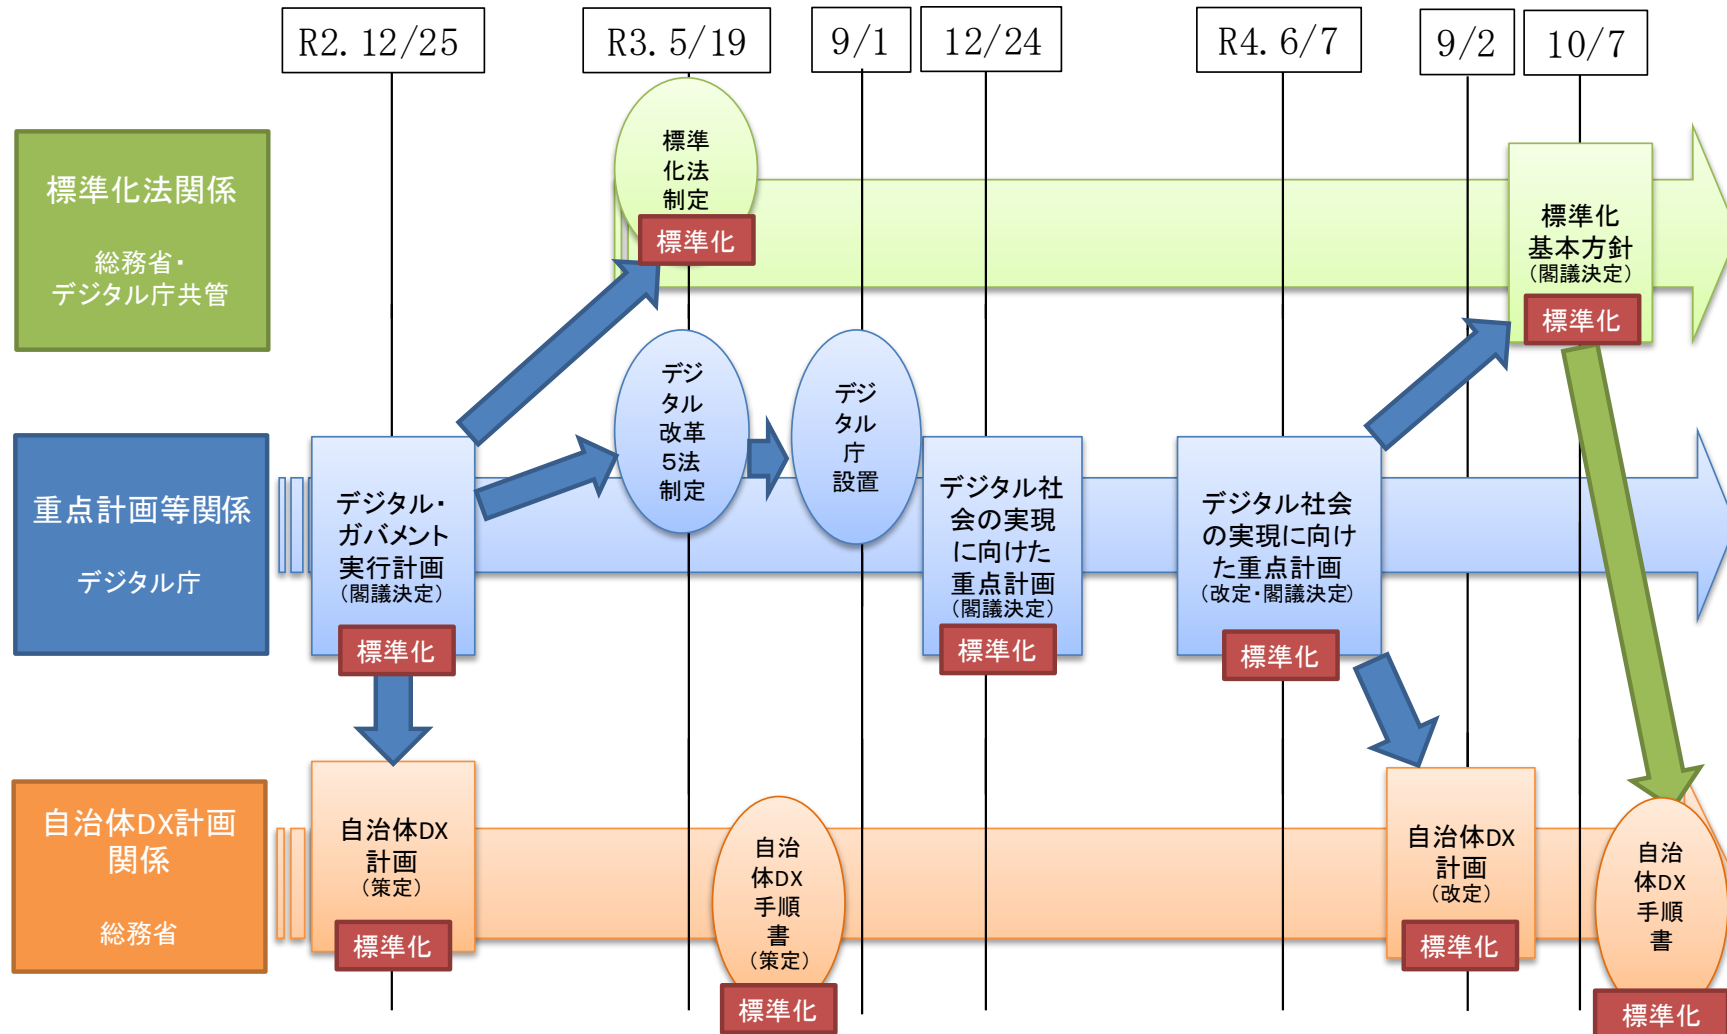 R2. 12/25
R3. 5/19
9/1
12/24
R4. 6/7
9/2
10/7
標準化法関係
総務省・
デジタル庁共管
標準
化法
制定
標準化
標準化
基本方針
（閣議決定）
標準化
重点計画等関係
デジタル庁
デジタル・
ガバメント
実行計画
（閣議決定）
標準化
デジ
タル
改革
５法
制定
デジ
タル
庁
設置
デジタル社
会の実現
に向けた
重点計画
（閣議決定）
標準化
デジタル社会
の実現に向け
た重点計画
（改定・閣議決定）
標準化
自治体DX計画
関係
総務省
自治体DX
計画
（策定）
標準化
自治
体DX
手順
書
（策定）
標準化
自治体DX
計画
（改定）
標準化
自治
体DX
手順
書
標準化